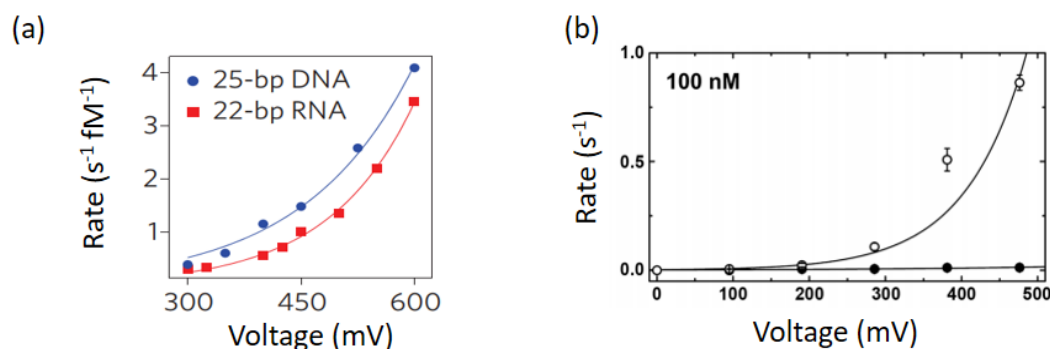 (a)
Rate (s⁻¹ fM⁻¹)
4
3
2
1
25-bp DNA
22-bp RNA
300
450
600
Voltage (mV)
(b)
Rate (s⁻¹)
1.0
0.5
0.0
100 nM
0
100
200
300
400
500
Voltage (mV)